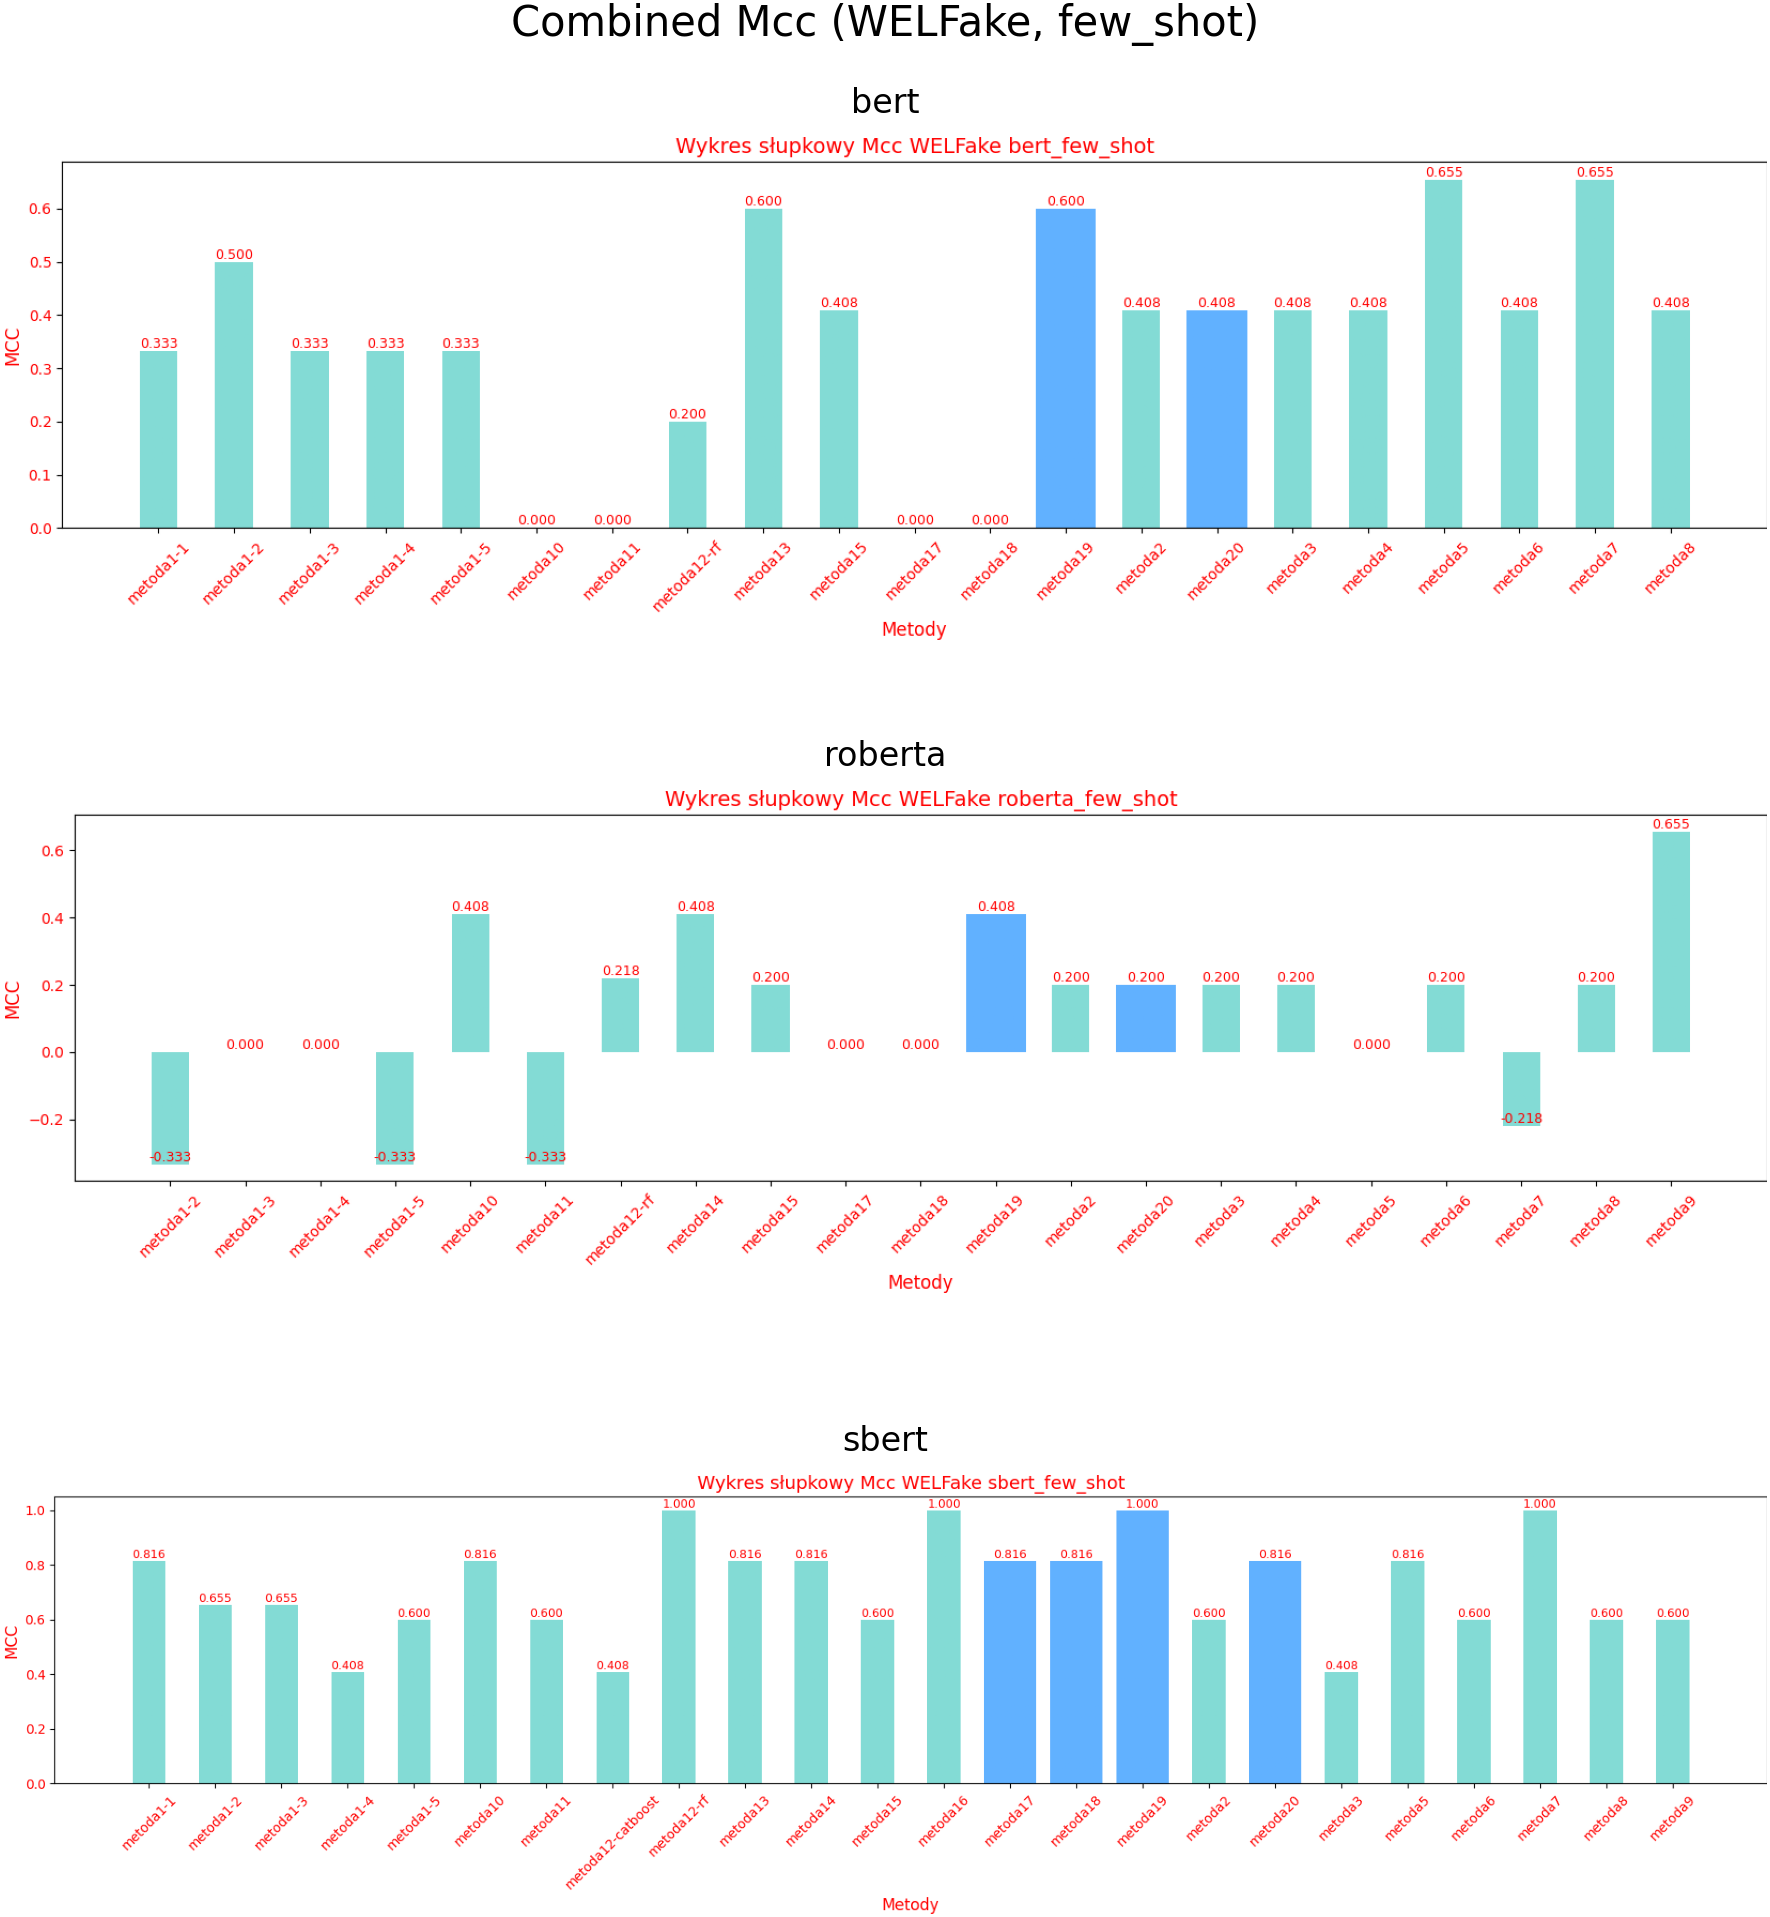 Combined Mcc (WELFake, few_shot)
bert
Wykres słupkowy Mcc WELFake bert_few_shot
0.655 0.655
0.600 0.600
0.6
0.500
0.5
0.408 0.408 0.408 0.408 0.408 0.408 0.408
0.4
0.333 0.333 0.333 0.333
MCC
0.3
0.200
0.2
0.1
0.000 0.000 0.000 0.000
0.0
metoda1-1 metoda1-2 metoda1-3 metoda1-4 metoda1-5 metoda10 metoda11 metoda12-rf metoda13 metoda15 metoda17 metoda18 metoda19 metoda2 metoda20 metoda3 metoda4 metoda5 metoda6 metoda7 metoda8
Metody
roberta
Wykres słupkowy Mcc WELFake roberta_few_shot
0.655
0.6
0.408 0.408 0.408
0.4
0.218 0.200 0.200 0.200 0.200 0.200 0.200 0.200
0.2
MCC
0.000 0.000 0.000 0.000 0.000
0.0
−0.2
-0.218
-0.333 -0.333 -0.333
metoda1-2 metoda1-3 metoda1-4 metoda1-5 metoda10 metoda11 metoda12-rf metoda14 metoda15 metoda17 metoda18 metoda19 metoda2 metoda20 metoda3 metoda4 metoda5 metoda6 metoda7 metoda8 metoda9
Metody
sbert
Wykres słupkowy Mcc WELFake sbert_few_shot
1.000 1.000 1.000 1.000
1.0
0.816 0.816 0.816 0.816 0.816 0.816 0.816 0.816
0.8
0.655 0.655
0.600 0.600 0.600 0.600 0.600 0.600 0.600
0.6
MCC
0.408 0.408 0.408
0.4
0.2
0.0
metoda1-1 metoda1-2 metoda1-3 metoda1-4 metoda1-5 metoda10 metoda11 metoda12-catboost metoda12-rf metoda13 metoda14 metoda15 metoda16 metoda17 metoda18 metoda19 metoda2 metoda20 metoda3 metoda5 metoda6 metoda7 metoda8 metoda9
Metody